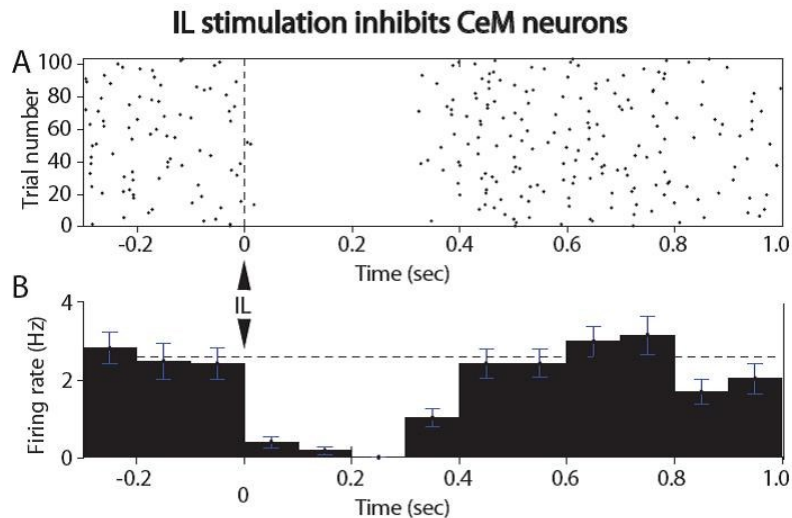 IL stimulation inhibits CeM neurons
A
Trial number
100
80
60
40
20
0
-0.2 0 0.2 0.4 0.6 0.8 1.0
Time (sec)
B
IL
Firing rate (Hz)
4
2
0
-0.2 0.2 0.4 0.6 0.8 1.0
0
Time (sec)